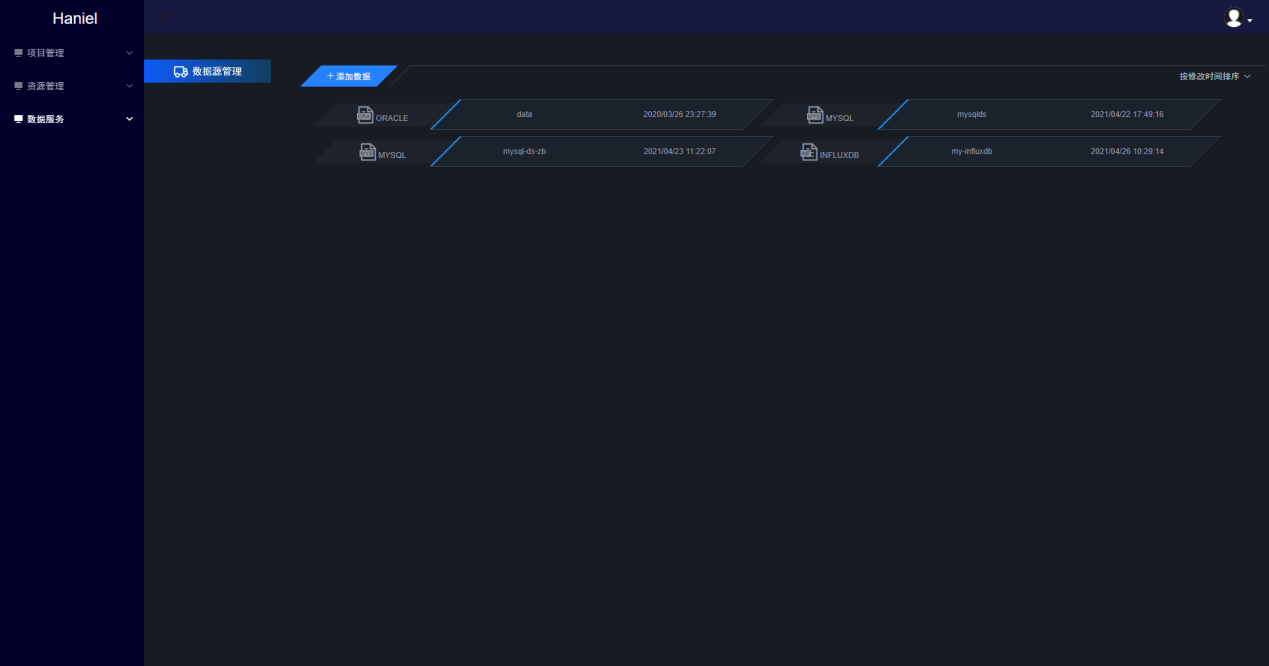 Haniel
项目管理
资源管理
数据服务
数据源管理
+ 添加数据
按修改时间排序
ORACLE data 2020/03/26 23:27:39
MYSQL mysqlds 2021/04/22 17:49:16
MYSQL mysql-ds-zb 2021/04/23 11:22:07
INFLUXDB my-influxdb 2021/04/26 10:29:14